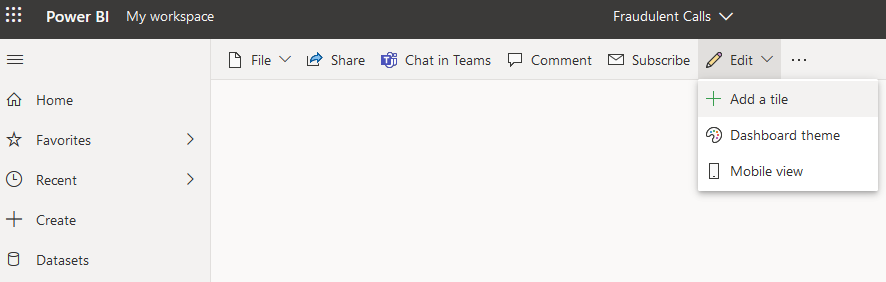 Power BI My workspace Fraudulent Calls
File Share Chat in Teams Comment Subscribe Edit ...
Add a tile
Dashboard theme
Mobile view
Home
Favorites
Recent
Create
Datasets